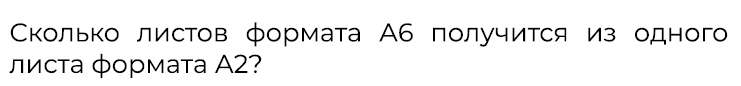 Сколько листов формата А6 получится из одного
листа формата А2?